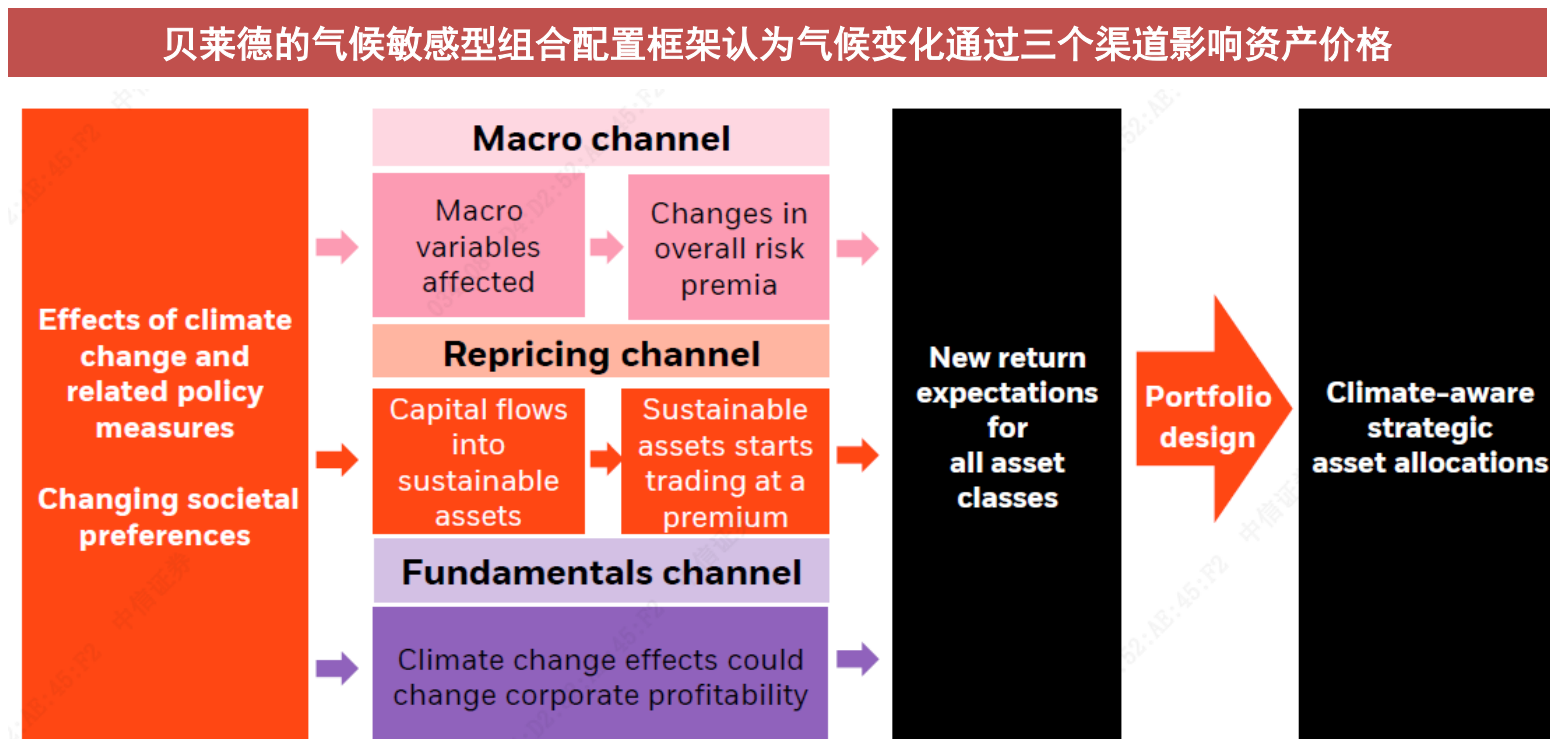 贝莱德的气候敏感型组合配置框架认为气候变化通过三个渠道影响资产价格
Effects of climate
change and
related policy
measures
Changing societal
preferences
Macro channel
Macro
variables
affected
Changes in
overall risk
premia
Repricing channel
Capital flows
into
sustainable
assets
Sustainable
assets starts
trading at a
premium
Fundamentals channel
Climate change effects could
change corporate profitability
New return
expectations
for
all asset
classes
Portfolio
design
Climate-aware
strategic
asset allocations